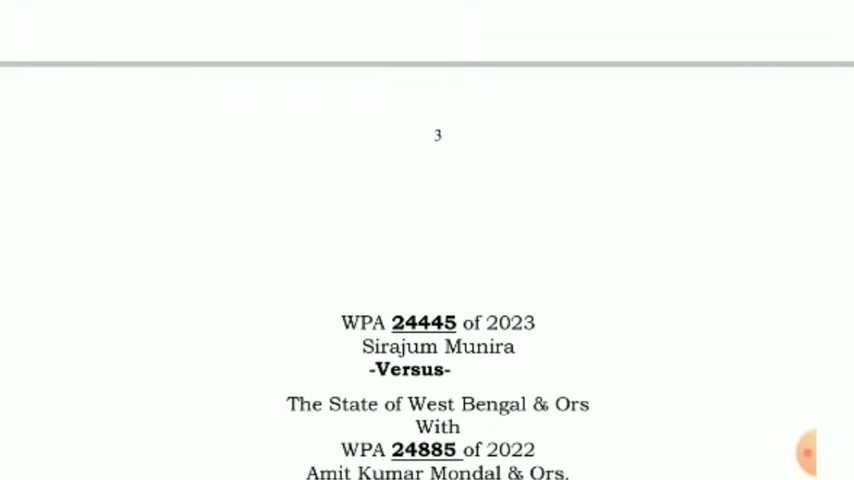 3
WPA 24445 of 2023
Sirajum Munira
-Versus-
The State of West Bengal & Ors
With
WPA 24885 of 2022
Amit Kumar Mondal & Ors.